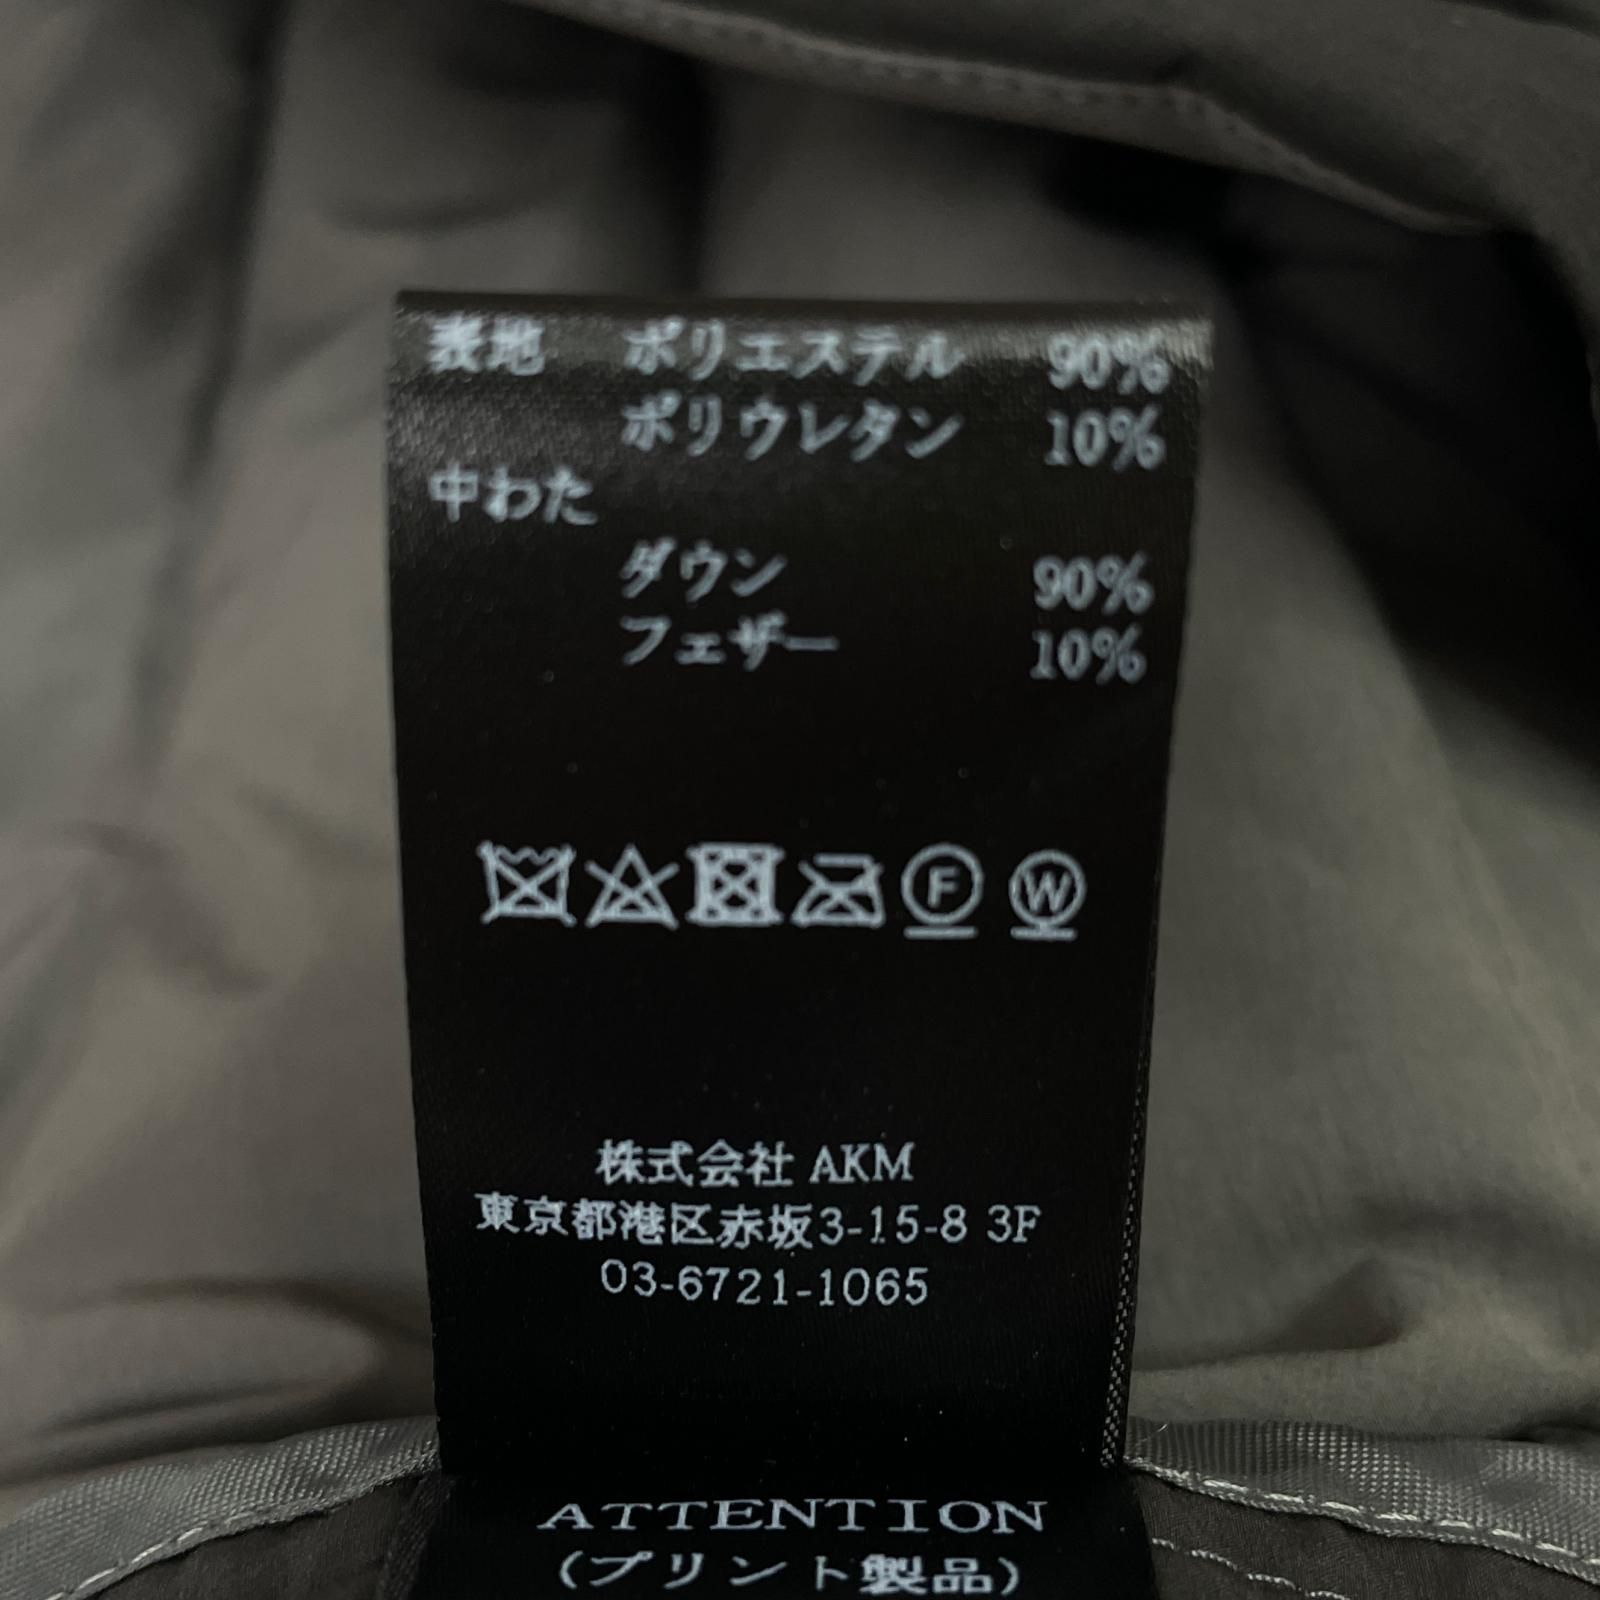 表地 ポリエステル 90%
ポリウレタン 10%
中わた
ダウン 90%
フェザー 10%
F W
株式会社 AKM
東京都港区赤坂3-15-8 3F
03-6721-1065
ATTENTION
(プリント製品)